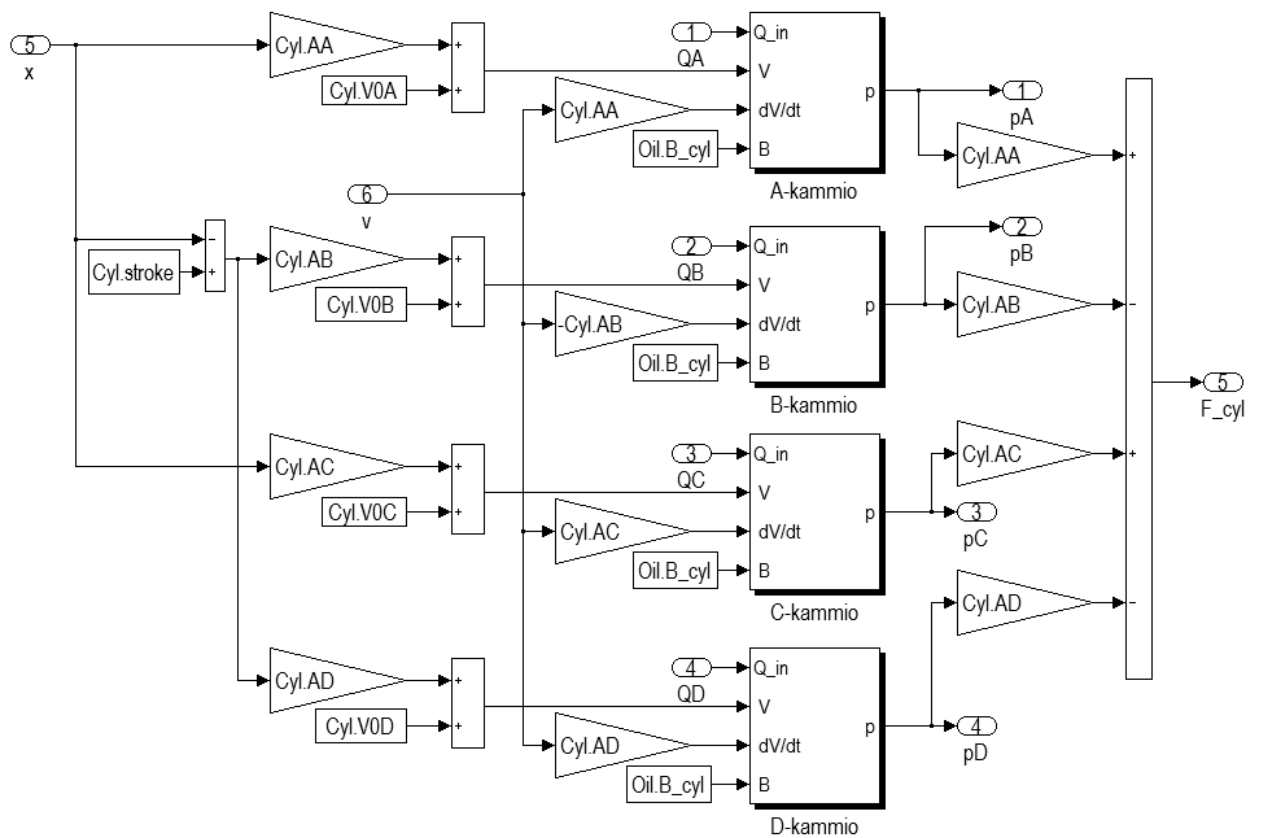 5
x
Cyl.AA
+
Cyl.V0A
+
1
QA
Cyl.AA
Oil.B_cyl
Q_in
V
dV/dt
B
p
A-kammio
1
pA
Cyl.AA
+
6
v
Cyl.stroke
−
+
Cyl.AB
+
Cyl.V0B
+
2
QB
-Cyl.AB
Oil.B_cyl
Q_in
V
dV/dt
B
p
B-kammio
2
pB
Cyl.AB
−
5
F_cyl
Cyl.AC
+
Cyl.V0C
+
3
QC
Cyl.AC
Oil.B_cyl
Q_in
V
dV/dt
B
p
C-kammio
Cyl.AC
+
3
pC
Cyl.AD
+
Cyl.V0D
+
4
QD
Cyl.AD
Oil.B_cyl
Q_in
V
dV/dt
B
p
D-kammio
Cyl.AD
−
4
pD